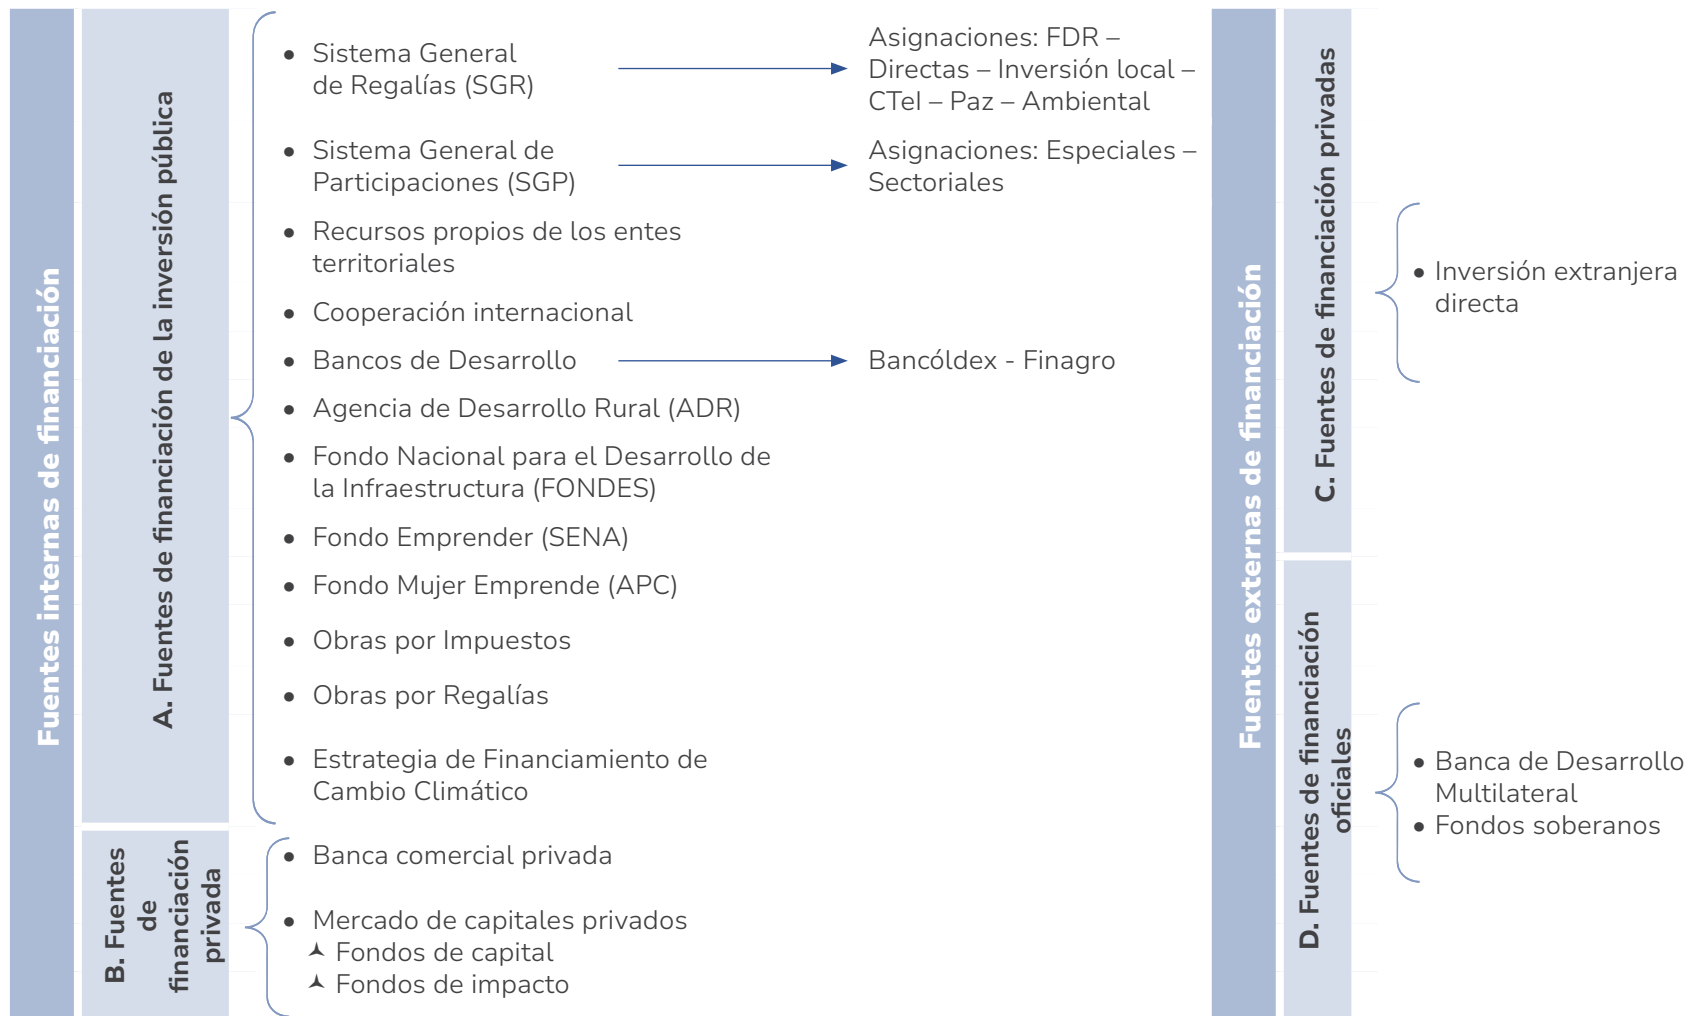 Fuentes internas de financiación
A. Fuentes de financiación de la inversión pública
● Sistema General
de Regalías (SGR)
Asignaciones: FDR –
Directas – Inversión local –
CTeI – Paz – Ambiental
● Sistema General de
Participaciones (SGP)
Asignaciones: Especiales –
Sectoriales
● Recursos propios de los entes
territoriales
● Cooperación internacional
● Bancos de Desarrollo
Bancóldex - Finagro
● Agencia de Desarrollo Rural (ADR)
● Fondo Nacional para el Desarrollo de
la Infraestructura (FONDES)
● Fondo Emprender (SENA)
● Fondo Mujer Emprende (APC)
● Obras por Impuestos
● Obras por Regalías
● Estrategia de Financiamiento de
Cambio Climático
B. Fuentes
de
financiación
privada
● Banca comercial privada
● Mercado de capitales privados
Fondos de capital
Fondos de impacto
Fuentes externas de financiación
C. Fuentes de financiación privadas
● Inversión extranjera
directa
D. Fuentes de financiación
oficiales
● Banca de Desarrollo
Multilateral
● Fondos soberanos